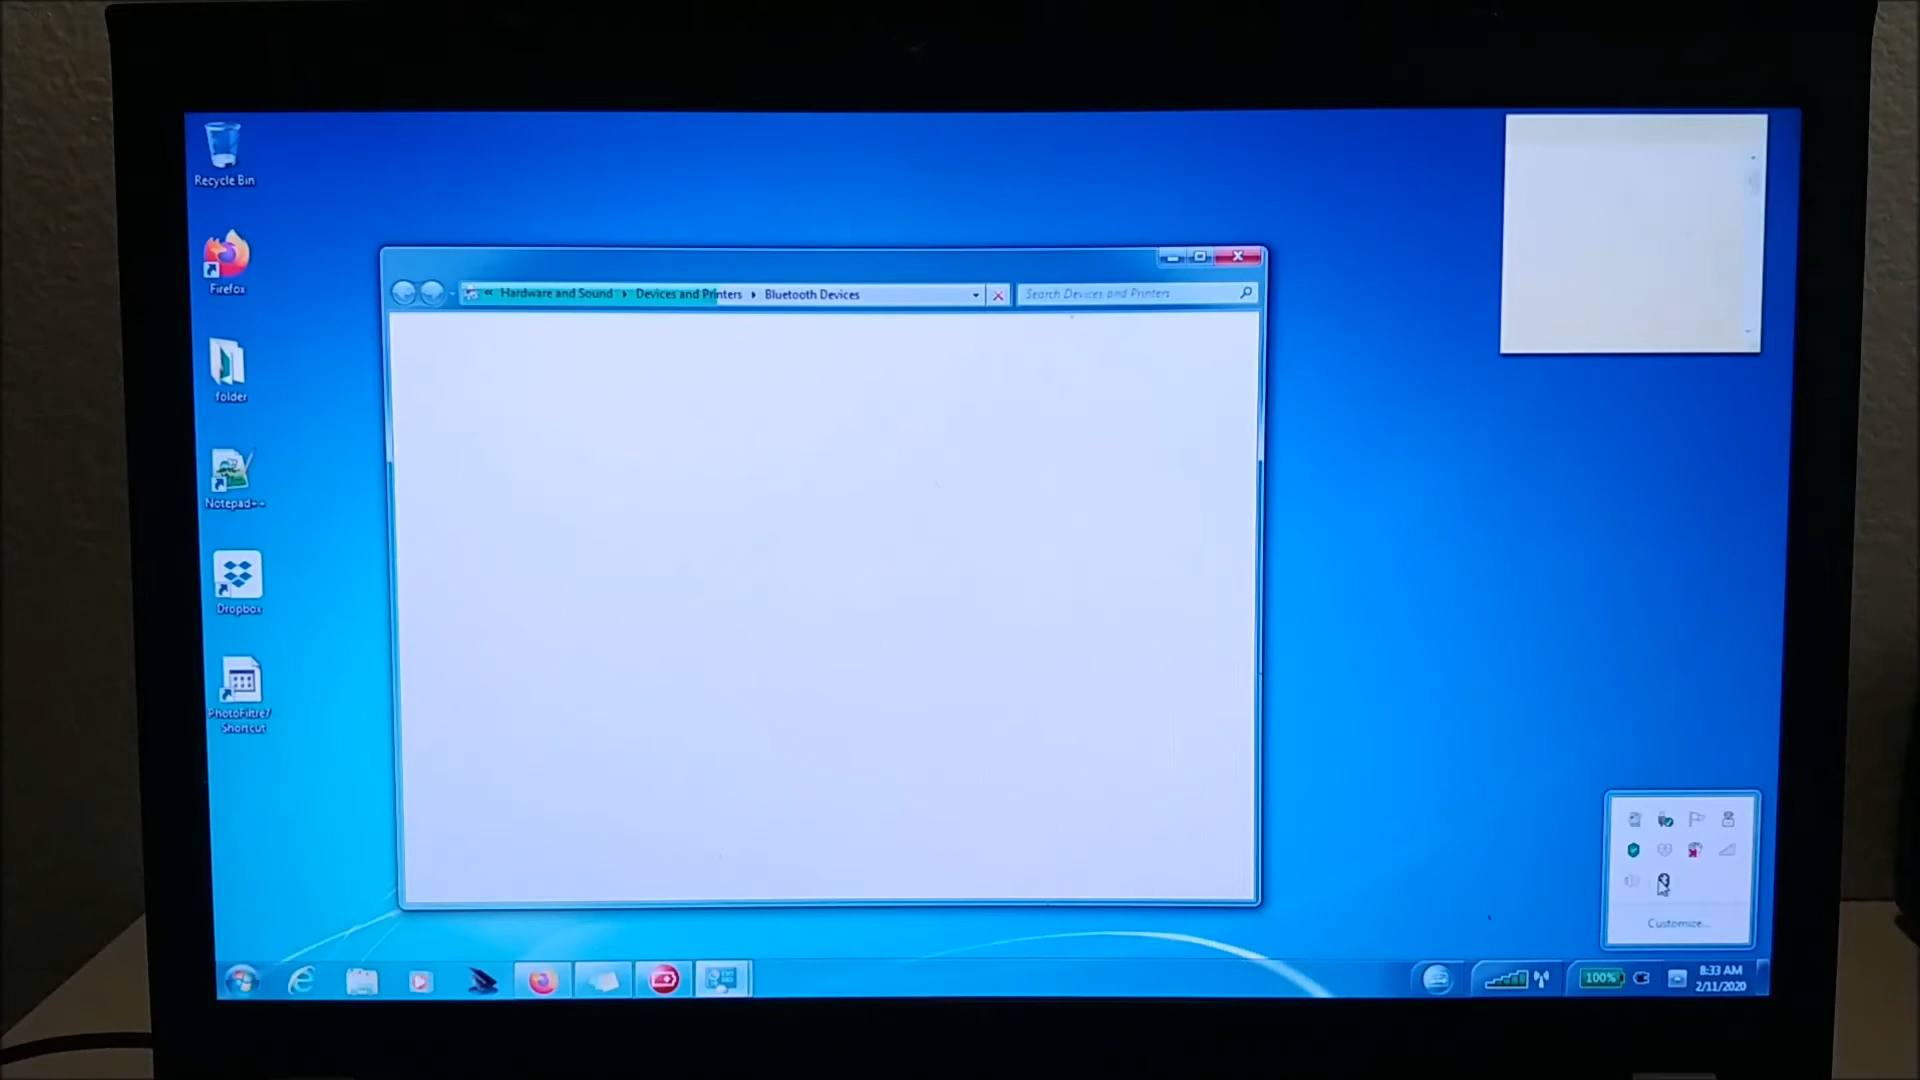 Recycle Bin
Firefox
folder
Notepad++
Dropbox
PhotoFiltre7
Shortcut
« Hardware and Sound ▸ Devices and Printers ▸ Bluetooth Devices
Search Devices and Printers
Customize...
100%
8:33 AM
2/11/2020